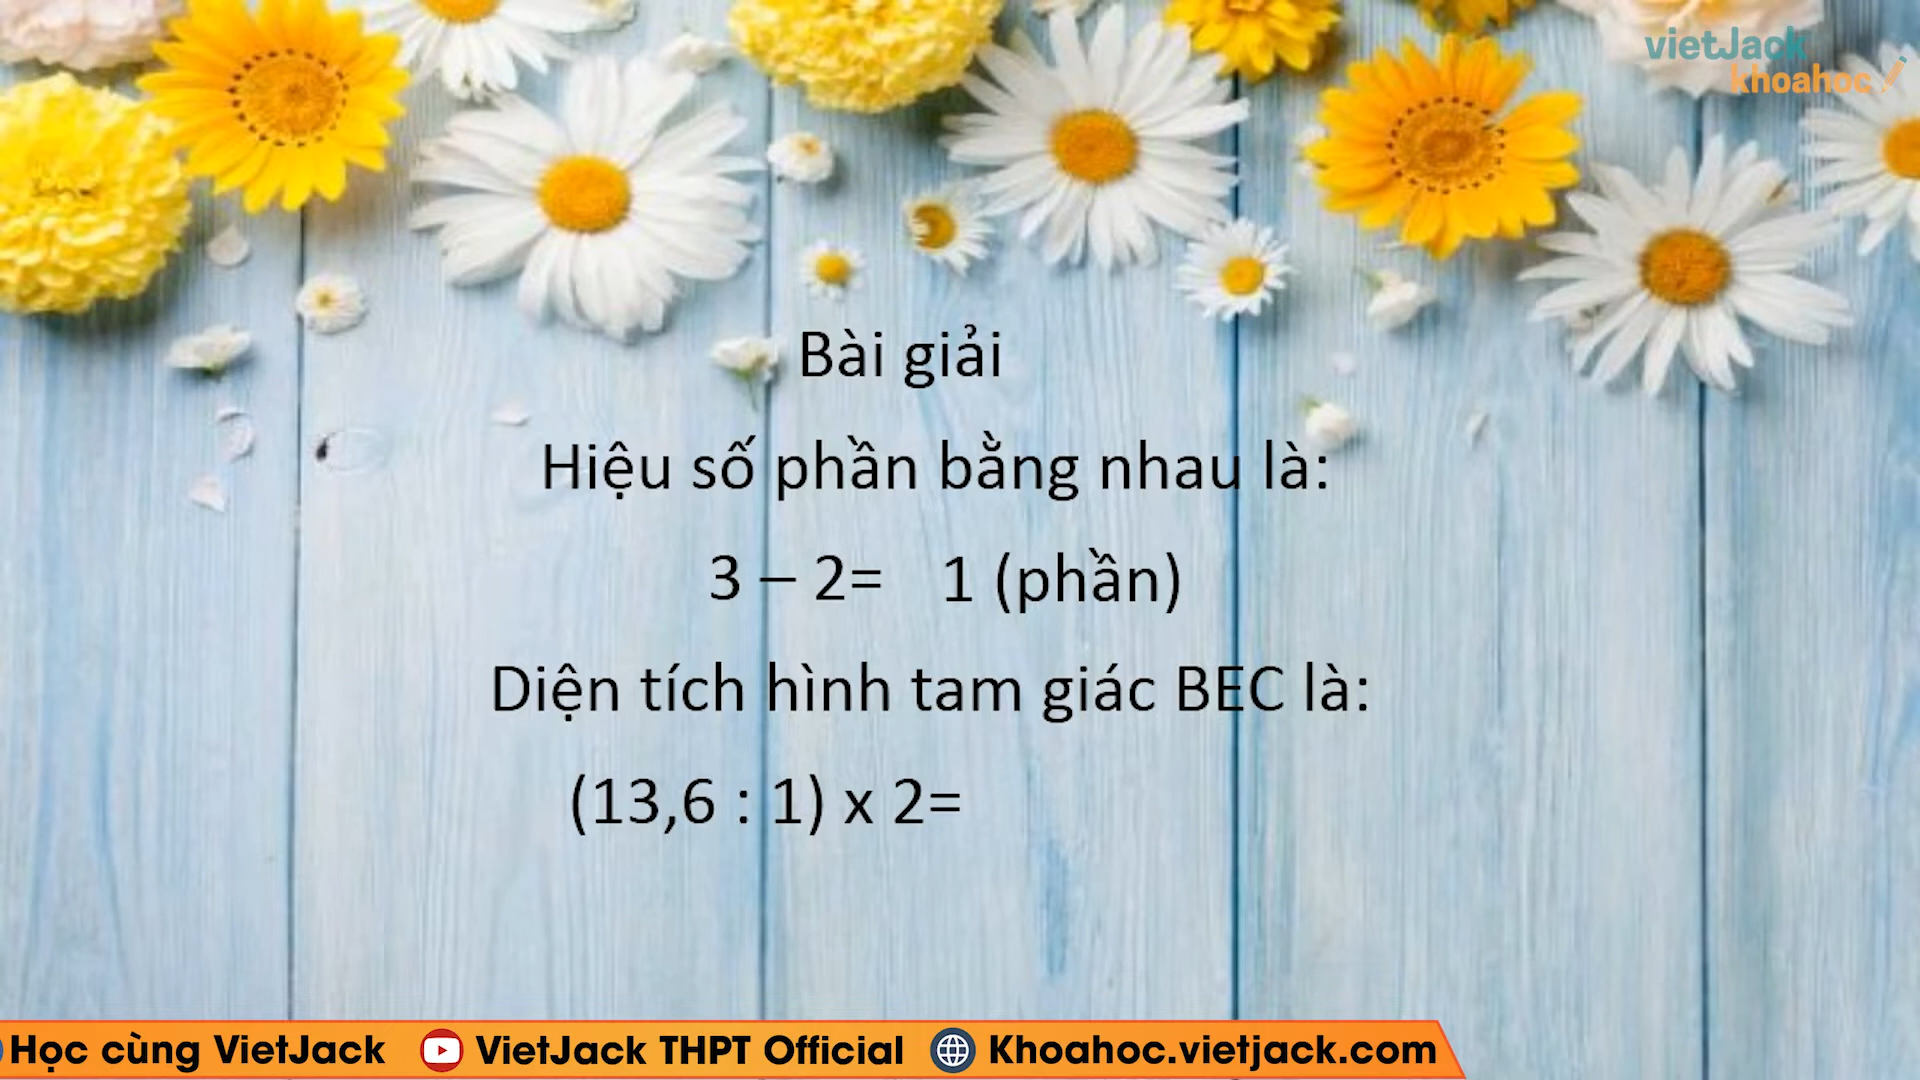 vietJack
khoahoc
Bài giải
Hiệu số phần bằng nhau là:
3 – 2= 1 (phần)
Diện tích hình tam giác BEC là:
(13,6 : 1) x 2=
Học cùng VietJack VietJack THPT Official Khoahoc.vietjack.com